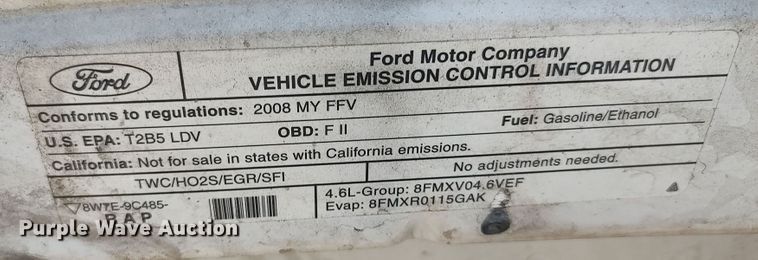 Ford
Ford Motor Company
VEHICLE EMISSION CONTROL INFORMATION
Conforms to regulations: 2008 MY FFV
U.S. EPA: T2B5 LDV OBD: F II Fuel: Gasoline/Ethanol
California: Not for sale in states with California emissions.
TWC/HO2S/EGR/SFI No adjustments needed.
8W7E-9C485-
BAP
4.6L-Group: 8FMXV04.6VEF
Evap: 8FMXR0115GAK
Purple Wave Auction